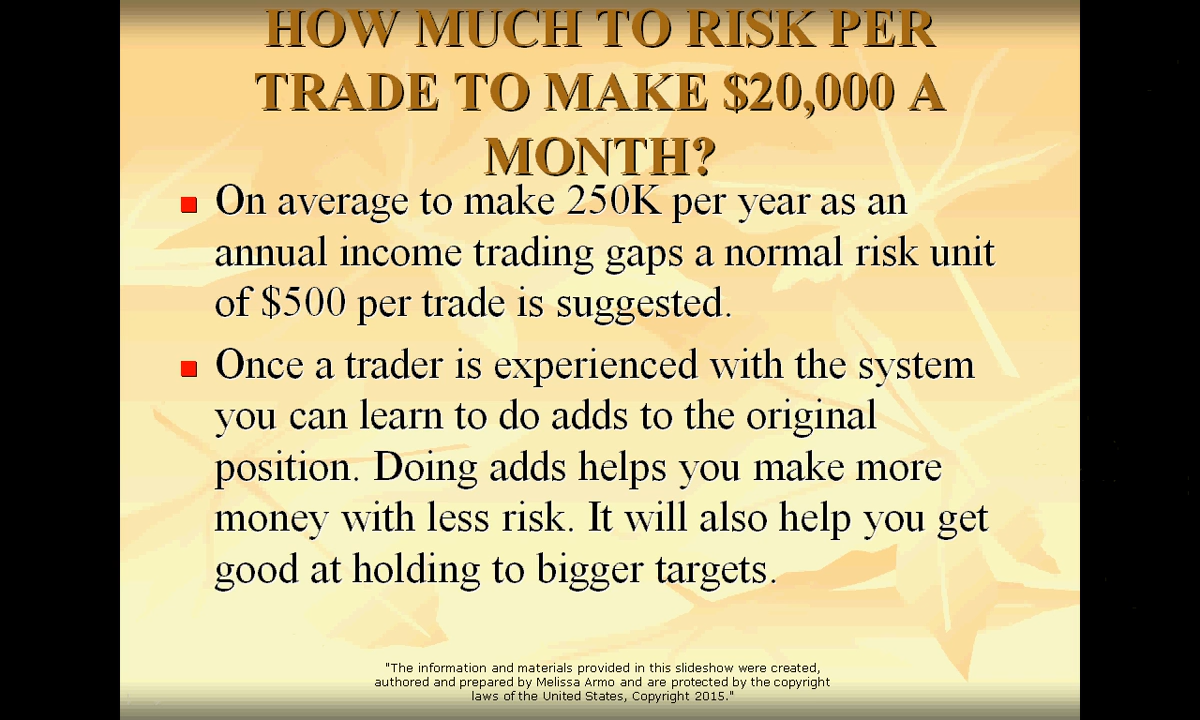 HOW MUCH TO RISK PER
TRADE TO MAKE $20,000 A
MONTH?
On average to make 250K per year as an
annual income trading gaps a normal risk unit
of $500 per trade is suggested.
Once a trader is experienced with the system
you can learn to do adds to the original
position. Doing adds helps you make more
money with less risk. It will also help you get
good at holding to bigger targets.
"The information and materials provided in this slideshow were created,
authored and prepared by Melissa Armo and are protected by the copyright
laws of the United States, Copyright 2015."